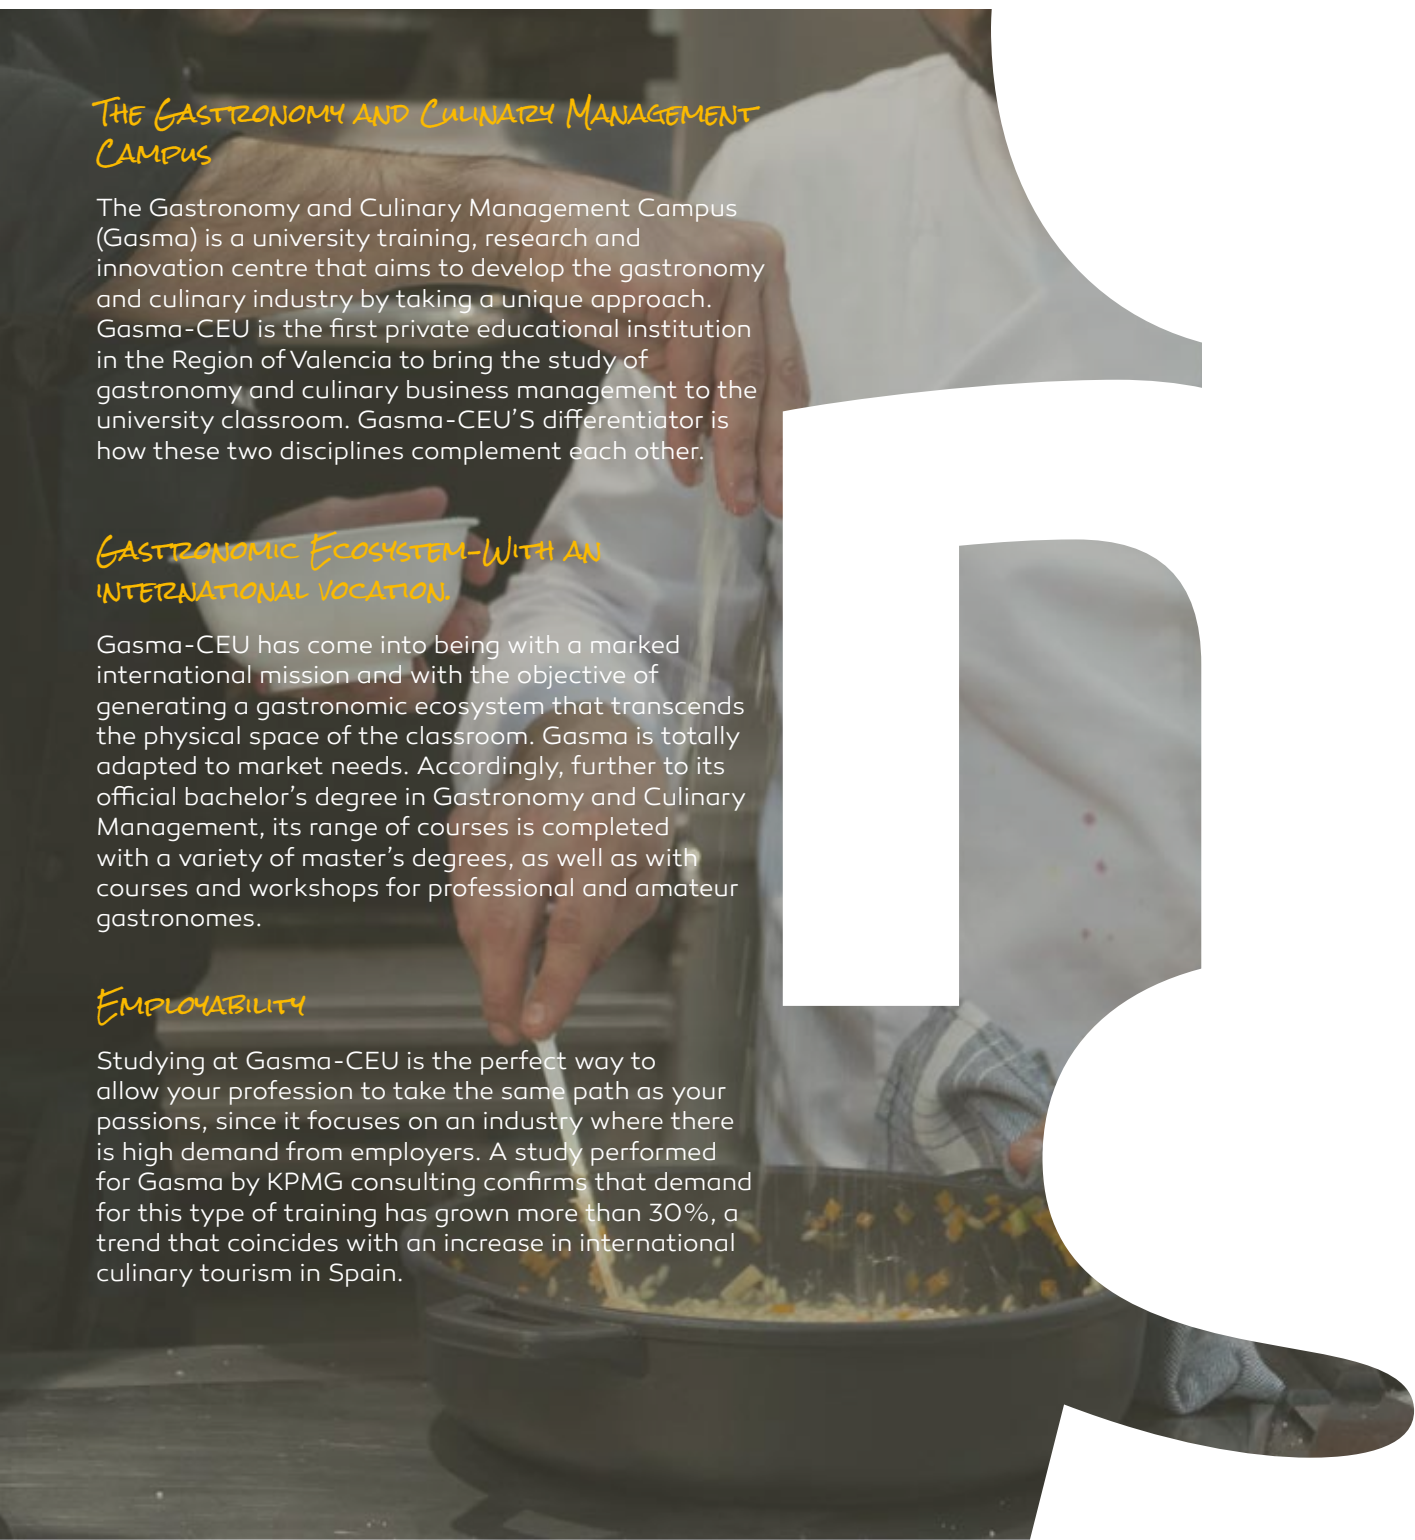 The Gastronomy and Culinary Management
Campus
The Gastronomy and Culinary Management Campus
(Gasma) is a university training, research and
innovation centre that aims to develop the gastronomy
and culinary industry by taking a unique approach.
Gasma-CEU is the first private educational institution
in the Region of Valencia to bring the study of
gastronomy and culinary business management to the
university classroom. Gasma-CEU’S differentiator is
how these two disciplines complement each other.
Gastronomic Ecosystem-With an
international vocation.
Gasma-CEU has come into being with a marked
international mission and with the objective of
generating a gastronomic ecosystem that transcends
the physical space of the classroom. Gasma is totally
adapted to market needs. Accordingly, further to its
official bachelor’s degree in Gastronomy and Culinary
Management, its range of courses is completed
with a variety of master’s degrees, as well as with
courses and workshops for professional and amateur
gastronomes.
Employability
Studying at Gasma-CEU is the perfect way to
allow your profession to take the same path as your
passions, since it focuses on an industry where there
is high demand from employers. A study performed
for Gasma by KPMG consulting confirms that demand
for this type of training has grown more than 30%, a
trend that coincides with an increase in international
culinary tourism in Spain.